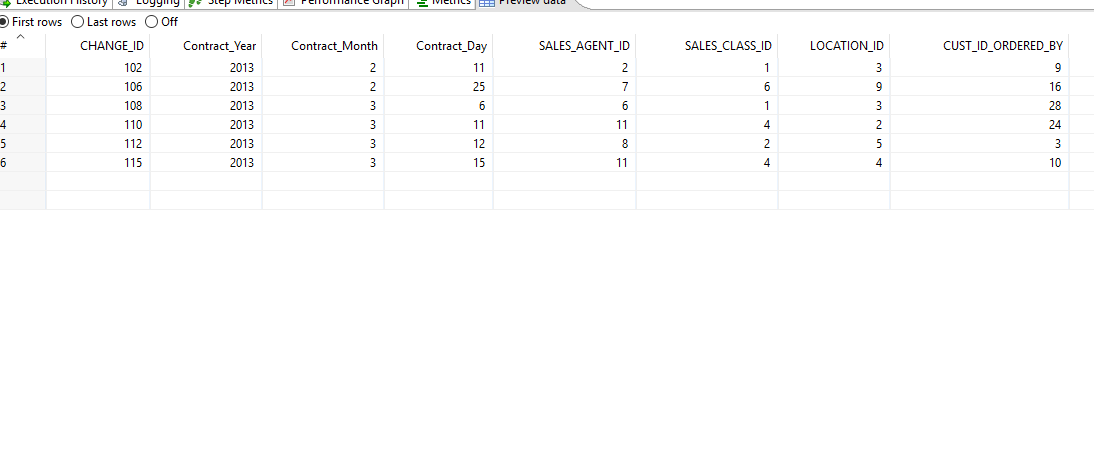 Execution History Logging Step Metrics Performance Graph Metrics Preview data
First rows Last rows Off
# CHANGE_ID Contract_Year Contract_Month Contract_Day SALES_AGENT_ID SALES_CLASS_ID LOCATION_ID CUST_ID_ORDERED_BY
1 102 2013 2 11 2 1 3 9
2 106 2013 2 25 7 6 9 16
3 108 2013 3 6 6 1 3 28
4 110 2013 3 11 11 4 2 24
5 112 2013 3 12 8 2 5 3
6 115 2013 3 15 11 4 4 10